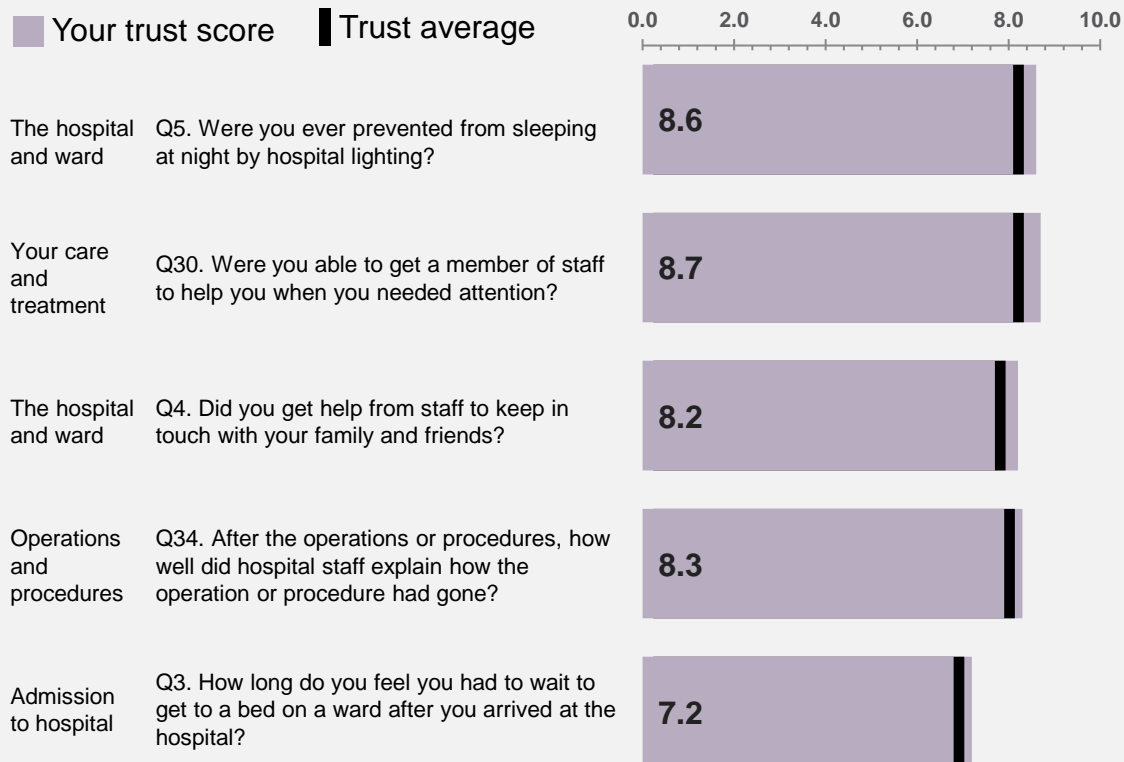 Your trust score
Trust average
0.0 2.0 4.0 6.0 8.0 10.0
The hospital
and ward
Q5. Were you ever prevented from sleeping
at night by hospital lighting?
8.6
Your care
and
treatment
Q30. Were you able to get a member of staff
to help you when you needed attention?
8.7
The hospital
and ward
Q4. Did you get help from staff to keep in
touch with your family and friends?
8.2
Operations
and
procedures
Q34. After the operations or procedures, how
well did hospital staff explain how the
operation or procedure had gone?
8.3
Admission
to hospital
Q3. How long do you feel you had to wait to
get to a bed on a ward after you arrived at the
hospital?
7.2